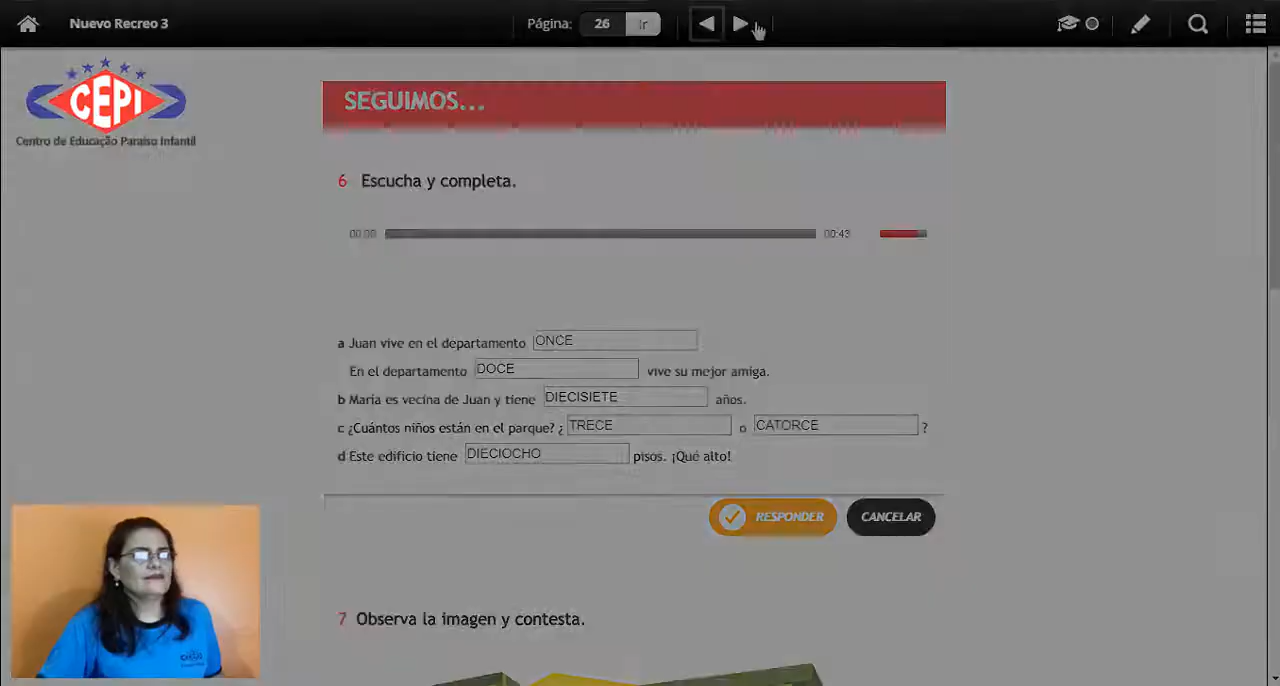 Nuevo Recreo 3
Página: 26 Ir
CEPI
Centro de Educação Paraiso Infantil
SEGUIMOS...
6 Escucha y completa.
00:00 00:43
a Juan vive en el departamento ONCE
En el departamento DOCE vive su mejor amiga.
b María es vecina de Juan y tiene DIECISIETE años.
c ¿Cuántos niños están en el parque? ¿ TRECE o CATORCE ?
d Este edificio tiene DIECIOCHO pisos. ¡Qué alto!
RESPONDER CANCELAR
7 Observa la imagen y contesta.